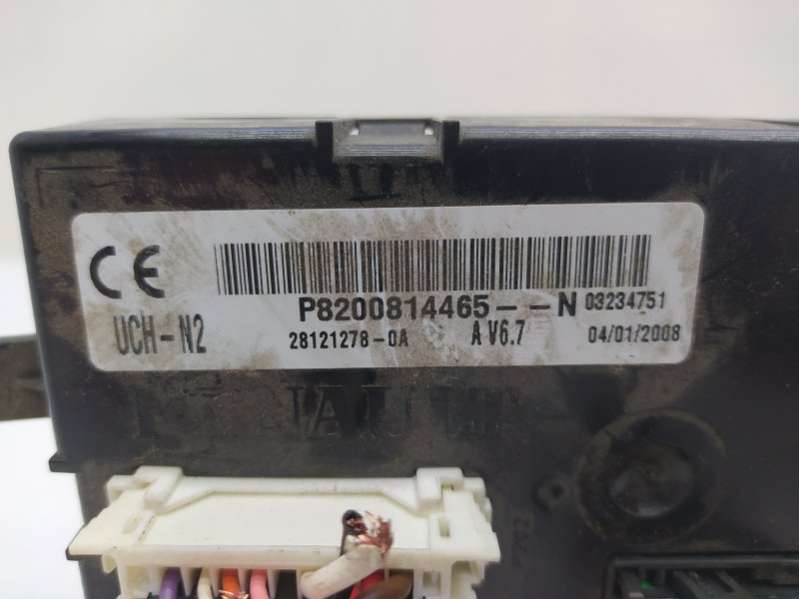 CE
P8200814465--N 03234751
UCH-N2 28121278-0A A V6.7 04/01/2008